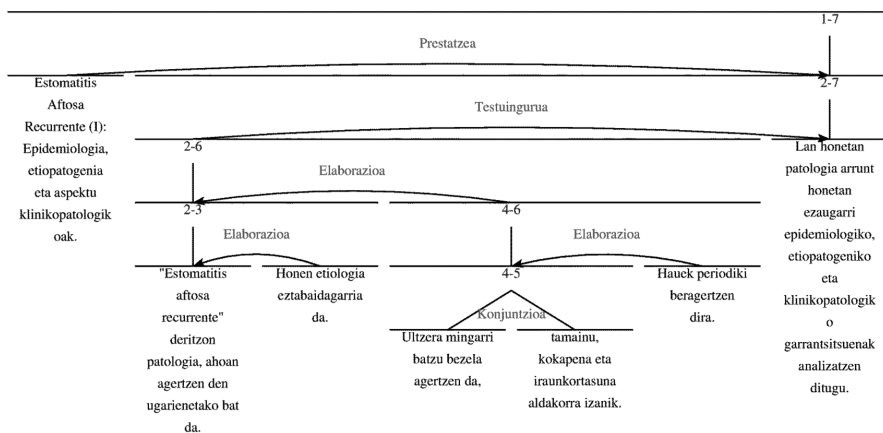 1-7
Prestatzea
Estomatitis
Aftosa
Recurrente (I):
Epidemiologia,
etiopatogenia
eta aspektu
klinikopatologik
oak.
2-7
Testuingurua
2-6
Lan honetan
patologia arrunt
honetan
ezaugarri
epidemiologiko,
etiopatogeniko
eta
klinikopatologik
o
garrantsitsuenak
analizatzen
ditugu.
Elaborazioa
2-3
4-6
Elaborazioa
Elaborazioa
"Estomatitis
aftosa
recurrente"
deritzon
patologia, ahoan
agertzen den
ugarienetako bat
da.
Honen etiologia
eztabaidagarria
da.
4-5
Hauek periodiki
beragertzen
dira.
Konjuntzioa
Ultzera mingarri
batzu bezela
agertzen da,
tamainu,
kokapena eta
iraunkortasuna
aldakorra izanik.